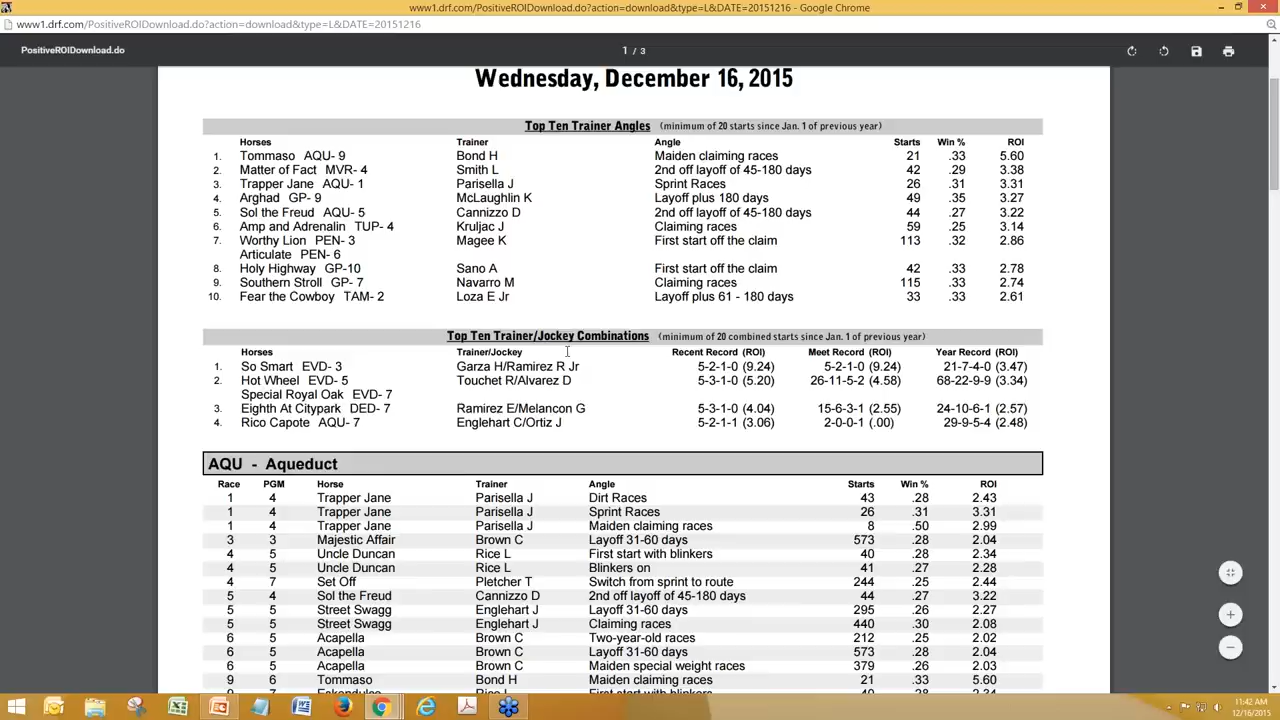 www1.drf.com/PositiveROIDownload.do?action=download&type=L&DATE=20151216 - Google Chrome
www1.drf.com/PositiveROIDownload.do?action=download&type=L&DATE=20151216
PositiveROIDownload.do 1 / 3
Wednesday, December 16, 2015
Top Ten Trainer Angles (minimum of 20 starts since Jan. 1 of previous year)
Horses Trainer Angle Starts Win % ROI
1. Tommaso AQU- 9 Bond H Maiden claiming races 21 .33 5.60
2. Matter of Fact MVR- 4 Smith L 2nd off layoff of 45-180 days 42 .29 3.38
3. Trapper Jane AQU- 1 Parisella J Sprint Races 26 .31 3.31
4. Arghad GP- 9 McLaughlin K Layoff plus 180 days 49 .35 3.27
5. Sol the Freud AQU- 5 Cannizzo D 2nd off layoff of 45-180 days 44 .27 3.22
6. Amp and Adrenalin TUP- 4 Kruljac J Claiming races 59 .25 3.14
7. Worthy Lion PEN- 3 Magee K First start off the claim 113 .32 2.86
Articulate PEN- 6
8. Holy Highway GP-10 Sano A First start off the claim 42 .33 2.78
9. Southern Stroll GP- 7 Navarro M Claiming races 115 .33 2.74
10. Fear the Cowboy TAM- 2 Loza E Jr Layoff plus 61 - 180 days 33 .33 2.61
Top Ten Trainer/Jockey Combinations (minimum of 20 combined starts since Jan. 1 of previous year)
Horses Trainer/Jockey Recent Record (ROI) Meet Record (ROI) Year Record (ROI)
1. So Smart EVD- 3 Garza H/Ramirez R Jr 5-2-1-0 (9.24) 5-2-1-0 (9.24) 21-7-4-0 (3.47)
2. Hot Wheel EVD- 5 Touchet R/Alvarez D 5-3-1-0 (5.20) 26-11-5-2 (4.58) 68-22-9-9 (3.34)
Special Royal Oak EVD- 7
3. Eighth At Citypark DED- 7 Ramirez E/Melancon G 5-3-1-0 (4.04) 15-6-3-1 (2.55) 24-10-6-1 (2.57)
4. Rico Capote AQU- 7 Englehart C/Ortiz J 5-2-1-1 (3.06) 2-0-0-1 (.00) 29-9-5-4 (2.48)
AQU - Aqueduct
Race PGM Horse Trainer Angle Starts Win % ROI
1 4 Trapper Jane Parisella J Dirt Races 43 .28 2.43
1 4 Trapper Jane Parisella J Sprint Races 26 .31 3.31
1 4 Trapper Jane Parisella J Maiden claiming races 8 .50 2.99
3 3 Majestic Affair Brown C Layoff 31-60 days 573 .28 2.04
4 5 Uncle Duncan Rice L First start with blinkers 40 .28 2.34
4 5 Uncle Duncan Rice L Blinkers on 41 .27 2.28
4 7 Set Off Pletcher T Switch from sprint to route 244 .25 2.44
5 4 Sol the Freud Cannizzo D 2nd off layoff of 45-180 days 44 .27 3.22
5 5 Street Swagg Englehart J Layoff 31-60 days 295 .26 2.27
5 5 Street Swagg Englehart J Claiming races 440 .30 2.08
6 5 Acapella Brown C Two-year-old races 212 .25 2.02
6 5 Acapella Brown C Layoff 31-60 days 573 .28 2.04
6 5 Acapella Brown C Maiden special weight races 379 .26 2.03
9 6 Tommaso Bond H Maiden claiming races 21 .33 5.60
9 7 Rice L First start with blinkers 40 .28 2.34
11:42 AM
12/16/2015